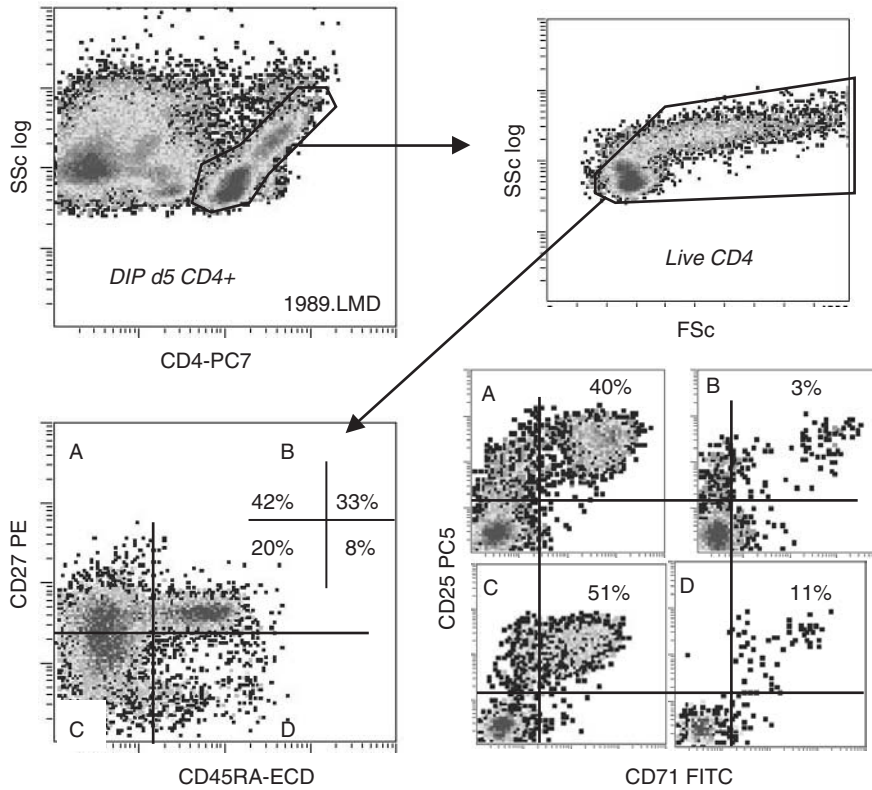 SSc log
DIP d5 CD4+
1989.LMD
CD4-PC7
SSc log
Live CD4
FSc
A
B
42%
33%
20%
8%
CD27 PE
C
D
CD45RA-ECD
A
40%
B
3%
CD25 PC5
C
51%
D
11%
CD71 FITC